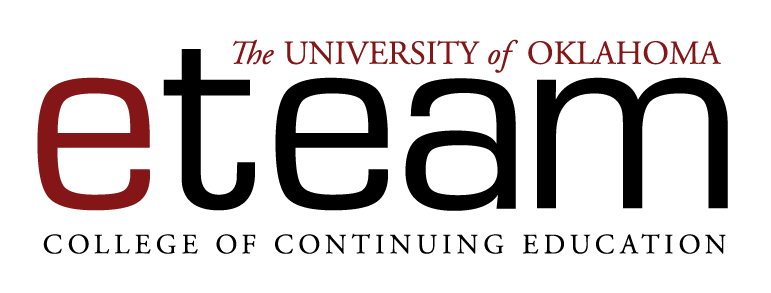 The UNIVERSITY of OKLAHOMA
eteam
COLLEGE OF CONTINUING EDUCATION